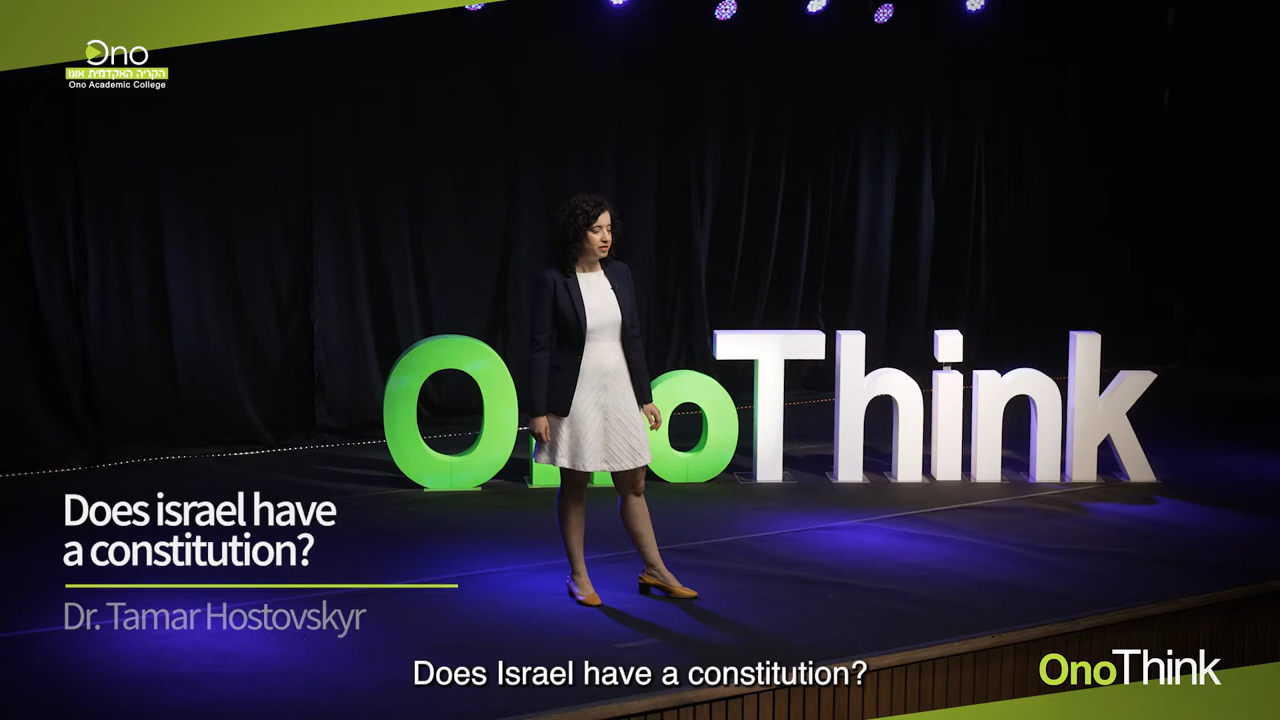 Ono
הקריה האקדמית אונו
Ono Academic College
OnoThink
Does israel have
a constitution?
Dr. Tamar Hostovskyr
Does Israel have a constitution?
OnoThink